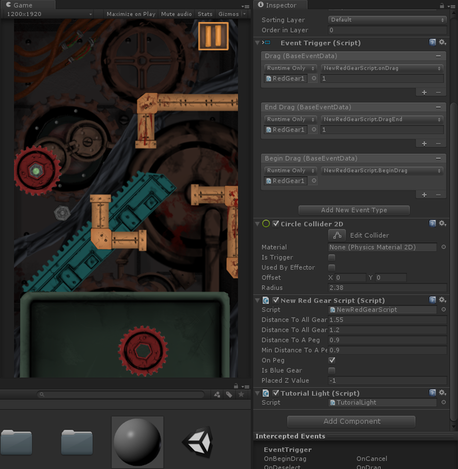 Game
Inspector
1200x1920
Maximize on Play
Mute audio
Stats
Gizmos
Sorting Layer
Default
Order in Layer
0
Event Trigger (Script)
Drag (BaseEventData)
Runtime Only
NewRedGearScript.onDrag
RedGear1
1
End Drag (BaseEventData)
Runtime Only
NewRedGearScript.DragEnd
RedGear1
1
Begin Drag (BaseEventData)
Runtime Only
NewRedGearScript.BeginDrag
RedGear1
Add New Event Type
Circle Collider 2D
Edit Collider
Material
None (Physics Material 2D)
Is Trigger
Used By Effector
Offset
X 0
Y 0
Radius
2.38
New Red Gear Script (Script)
Script
NewRedGearScript
Distance To All Gear
1.55
Distance To All Gear
1.2
Distance To A Peg
0.9
Min Distance To A Pe
0.9
On Peg
Is Blue Gear
Placed Z Value
-1
Tutorial Light (Script)
Script
TutorialLight
Add Component
Intercepted Events
EventTrigger
OnBeginDrag
OnCancel
OnDeselect
OnDrag